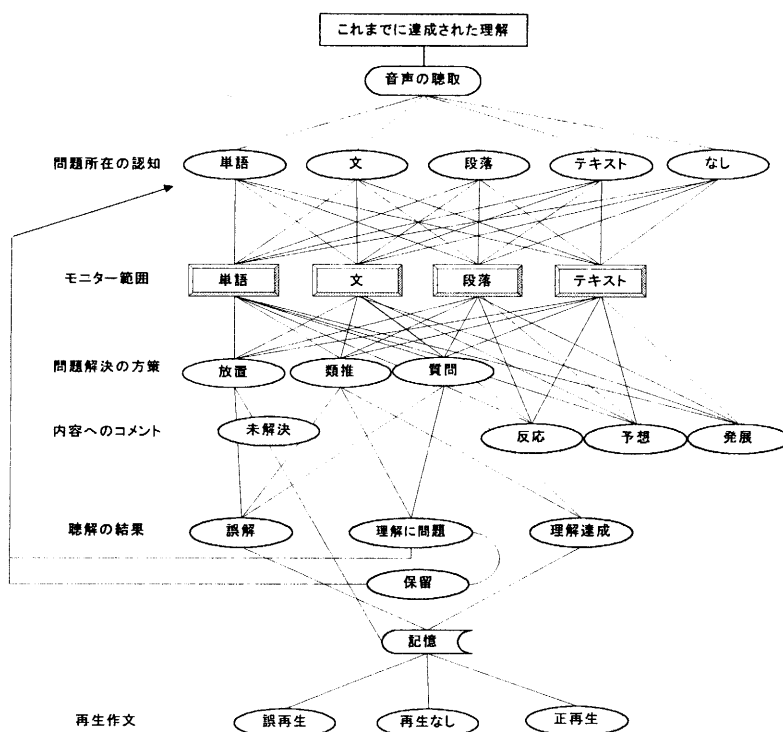 これまでに達成された理解
音声の聴取
問題所在の認知 単語 文 段落 テキスト なし
モニター範囲 単語 文 段落 テキスト
問題解決の方策 放置 類推 質問
内容へのコメント 未解決 反応 予想 発展
聴解の結果 誤解 理解に問題 理解達成
保留
記憶
再生作文 誤再生 再生なし 正再生